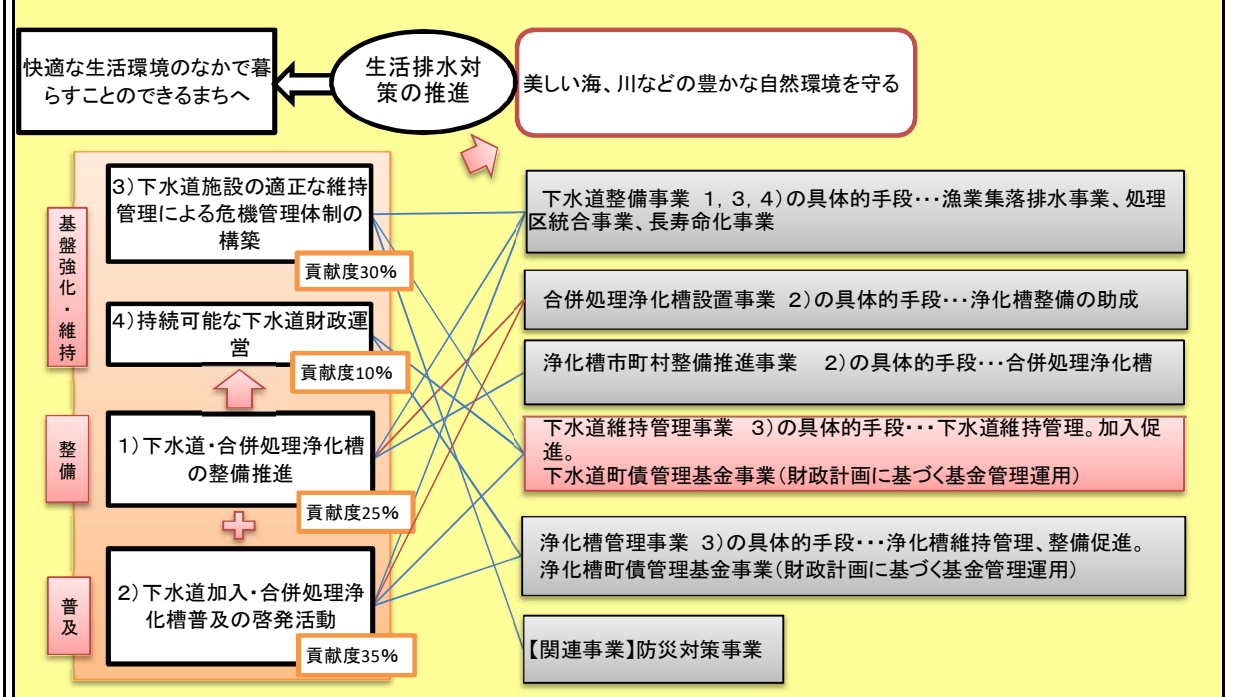 快適な生活環境のなかで暮
らすことのできるまちへ
生活排水対
策の推進
美しい海、川などの豊かな自然環境を守る
基盤強化・維持
3)下水道施設の適正な維持
管理による危機管理体制の
構築
貢献度30%
4)持続可能な下水道財政運
営
貢献度10%
整備
1)下水道・合併処理浄化槽
の整備推進
貢献度25%
普及
2)下水道加入・合併処理浄
化槽普及の啓発活動
貢献度35%
下水道整備事業 1, 3, 4)の具体的手段・・・漁業集落排水事業、処理
区統合事業、長寿命化事業
合併処理浄化槽設置事業 2)の具体的手段・・・浄化槽整備の助成
浄化槽市町村整備推進事業 2)の具体的手段・・・合併処理浄化槽
下水道維持管理事業 3)の具体的手段・・・下水道維持管理。加入促
進。
下水道町債管理基金事業(財政計画に基づく基金管理運用)
浄化槽管理事業 3)の具体的手段・・・浄化槽維持管理、整備促進。
浄化槽町債管理基金事業(財政計画に基づく基金管理運用)
【関連事業】防災対策事業